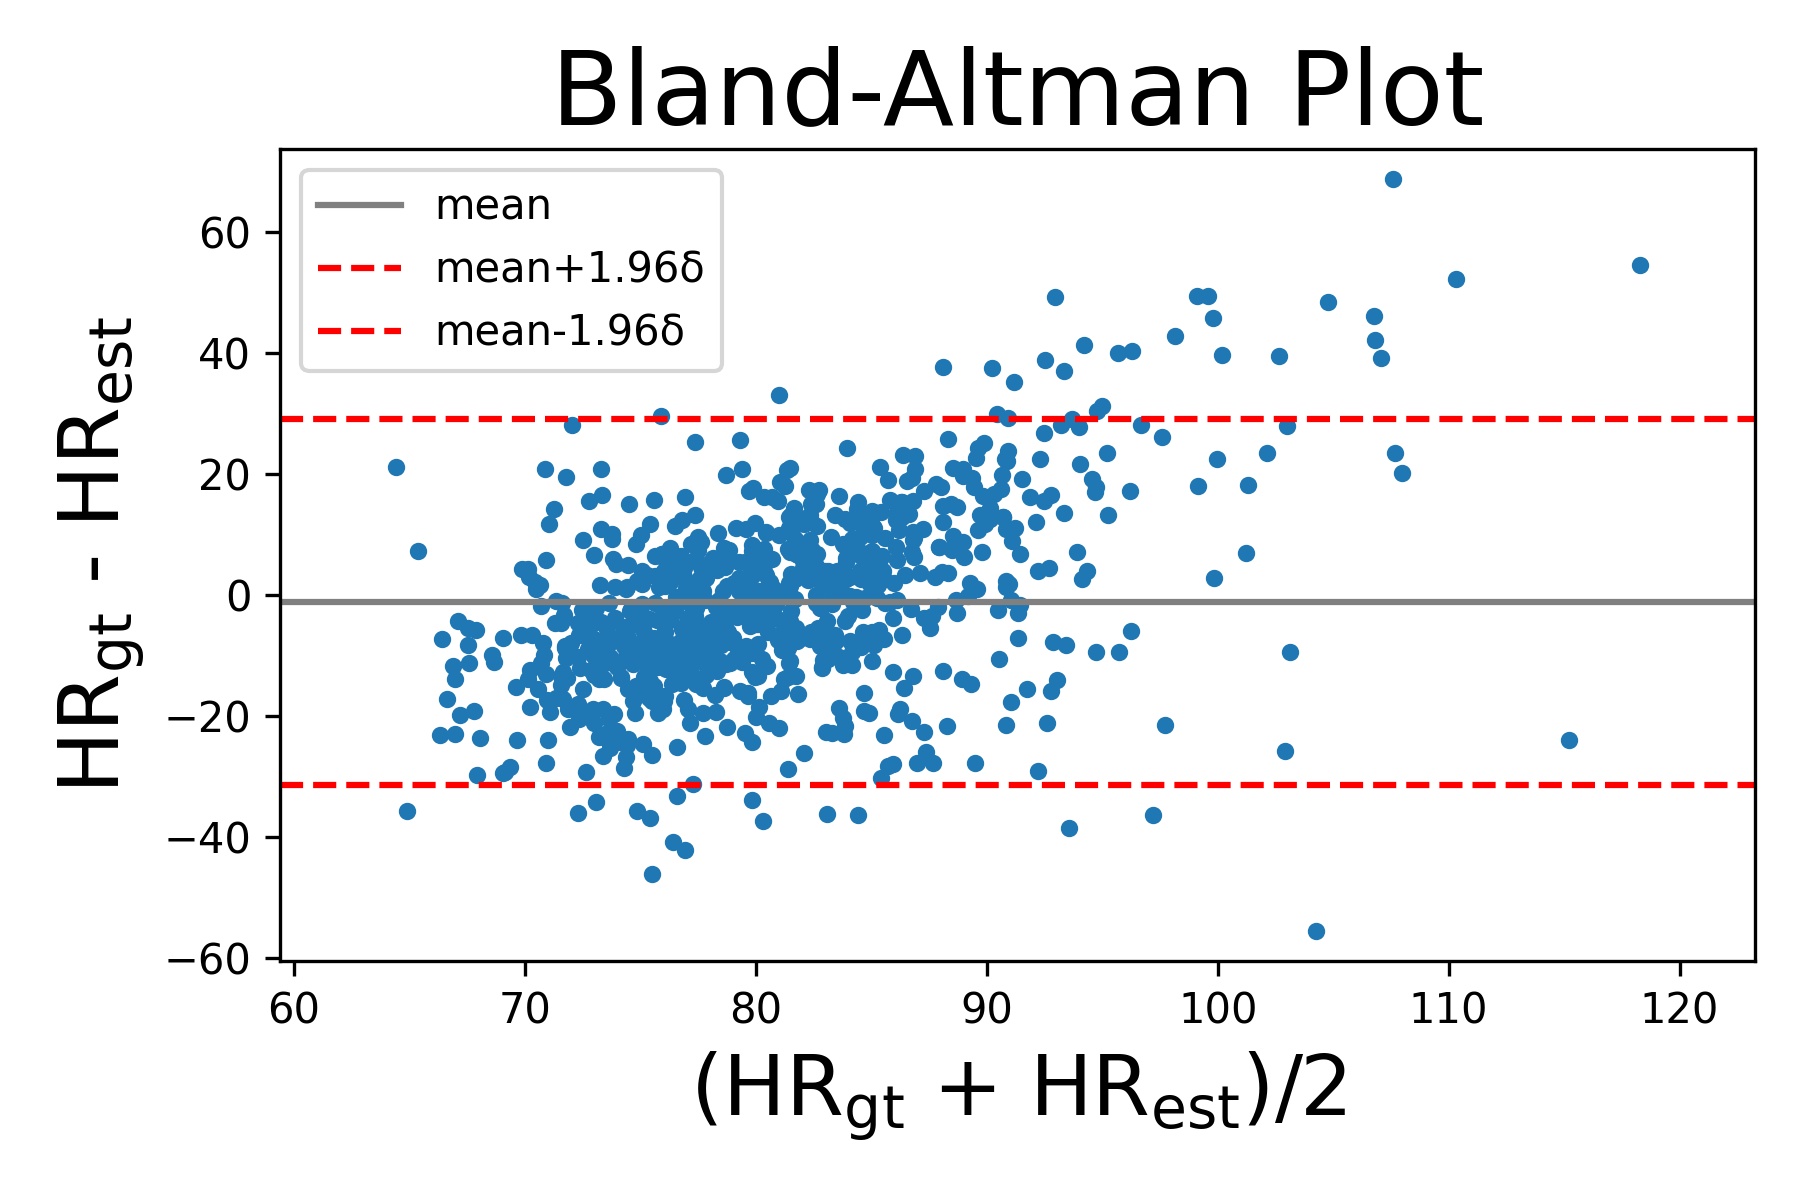 Bland-Altman Plot
mean
mean+1.96δ
mean-1.96δ
HRgt - HRest
60
40
20
0
−20
−40
−60
60 70 80 90 100 110 120
(HRgt + HRest)/2